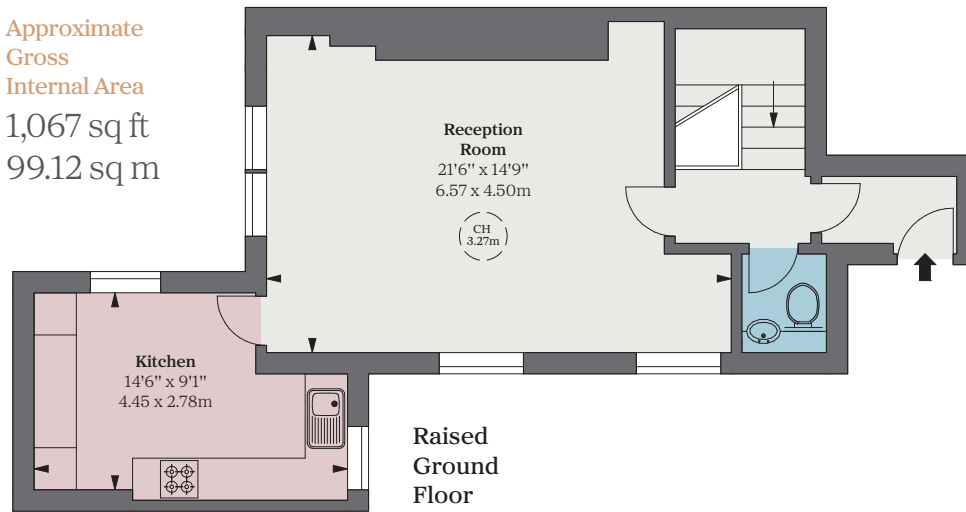 Approximate
Gross
Internal Area
1,067 sq ft
99.12 sq m
Reception
Room
21'6" x 14'9"
6.57 x 4.50m
CH
3.27m
Kitchen
14'6" x 9'1"
4.45 x 2.78m
Raised
Ground
Floor